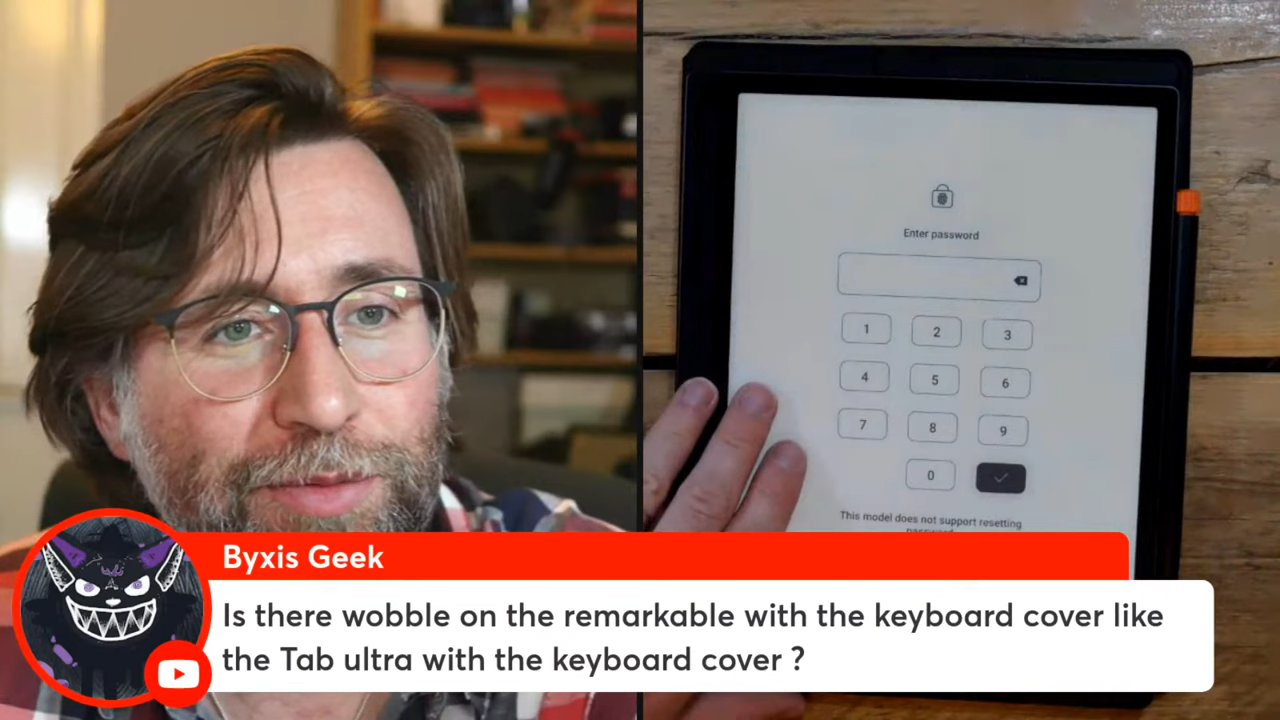 Enter password
1 2 3
4 5 6
7 8 9
0
This model does not support resetting
Byxis Geek
Is there wobble on the remarkable with the keyboard cover like
the Tab ultra with the keyboard cover ?